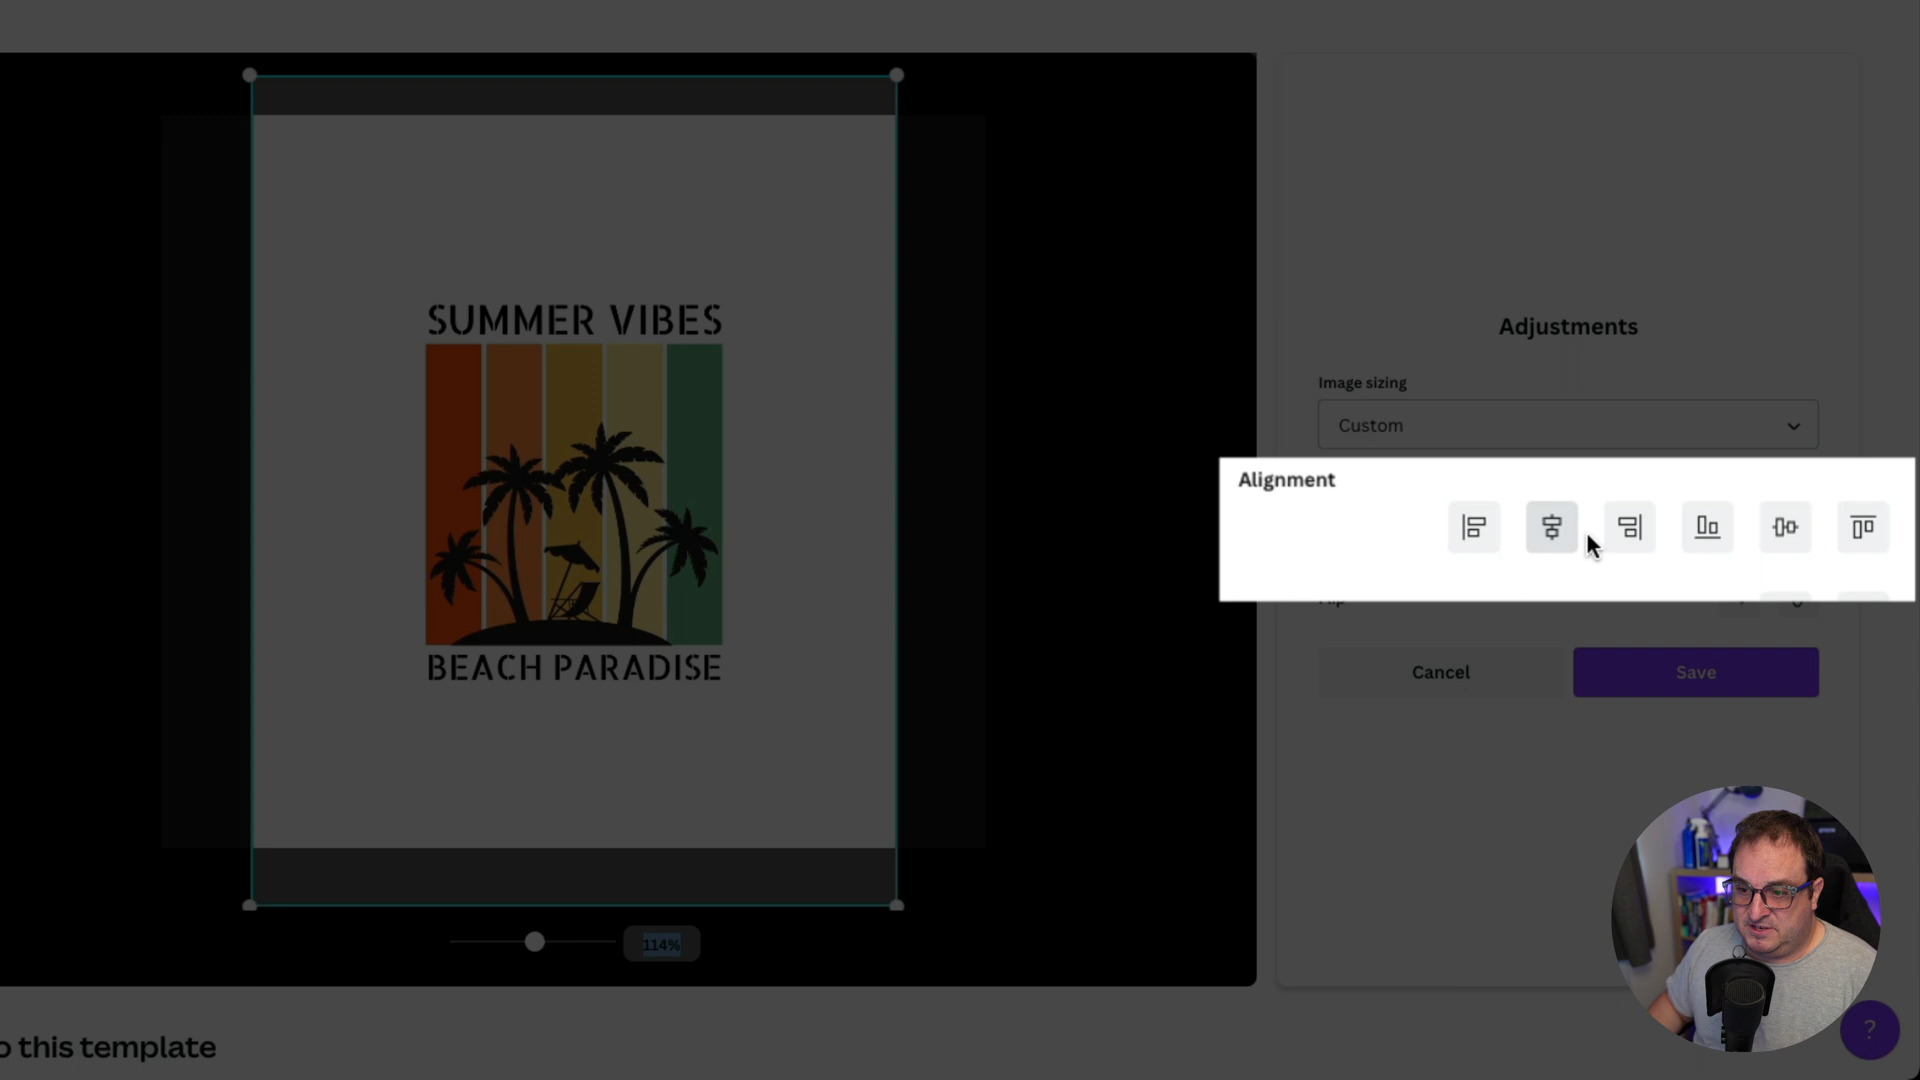 SUMMER VIBES
BEACH PARADISE
114%
Adjustments
Image sizing
Custom
Alignment
Cancel
Save
?
o this template